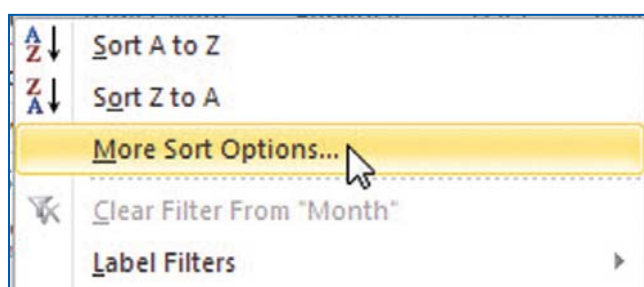 Sort A to Z
Sort Z to A
More Sort Options...
Clear Filter From "Month"
Label Filters